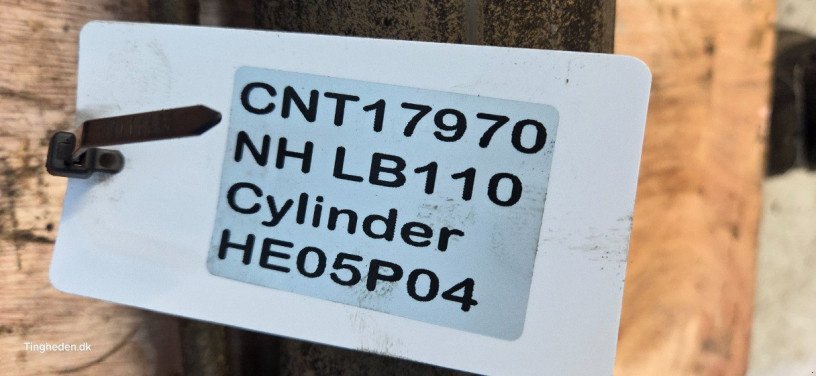 CNT17970
NH LB110
Cylinder
HE05P04
Tingheden.dk